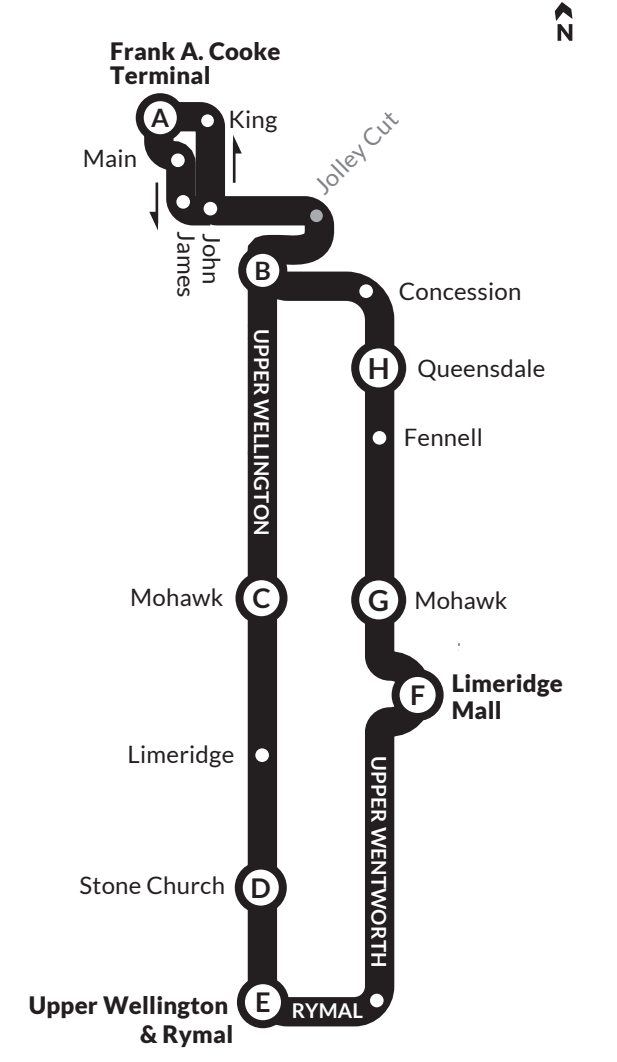 N
Frank A. Cooke
Terminal
A
King
Main
Jolley Cut
James
John
B
Concession
UPPER WELLINGTON
H
Queensdale
Fennell
Mohawk
C
G
Mohawk
F
Limeridge
Mall
Limeridge
UPPER WENTWORTH
Stone Church
D
Upper Wellington
& Rymal
E
RYMAL